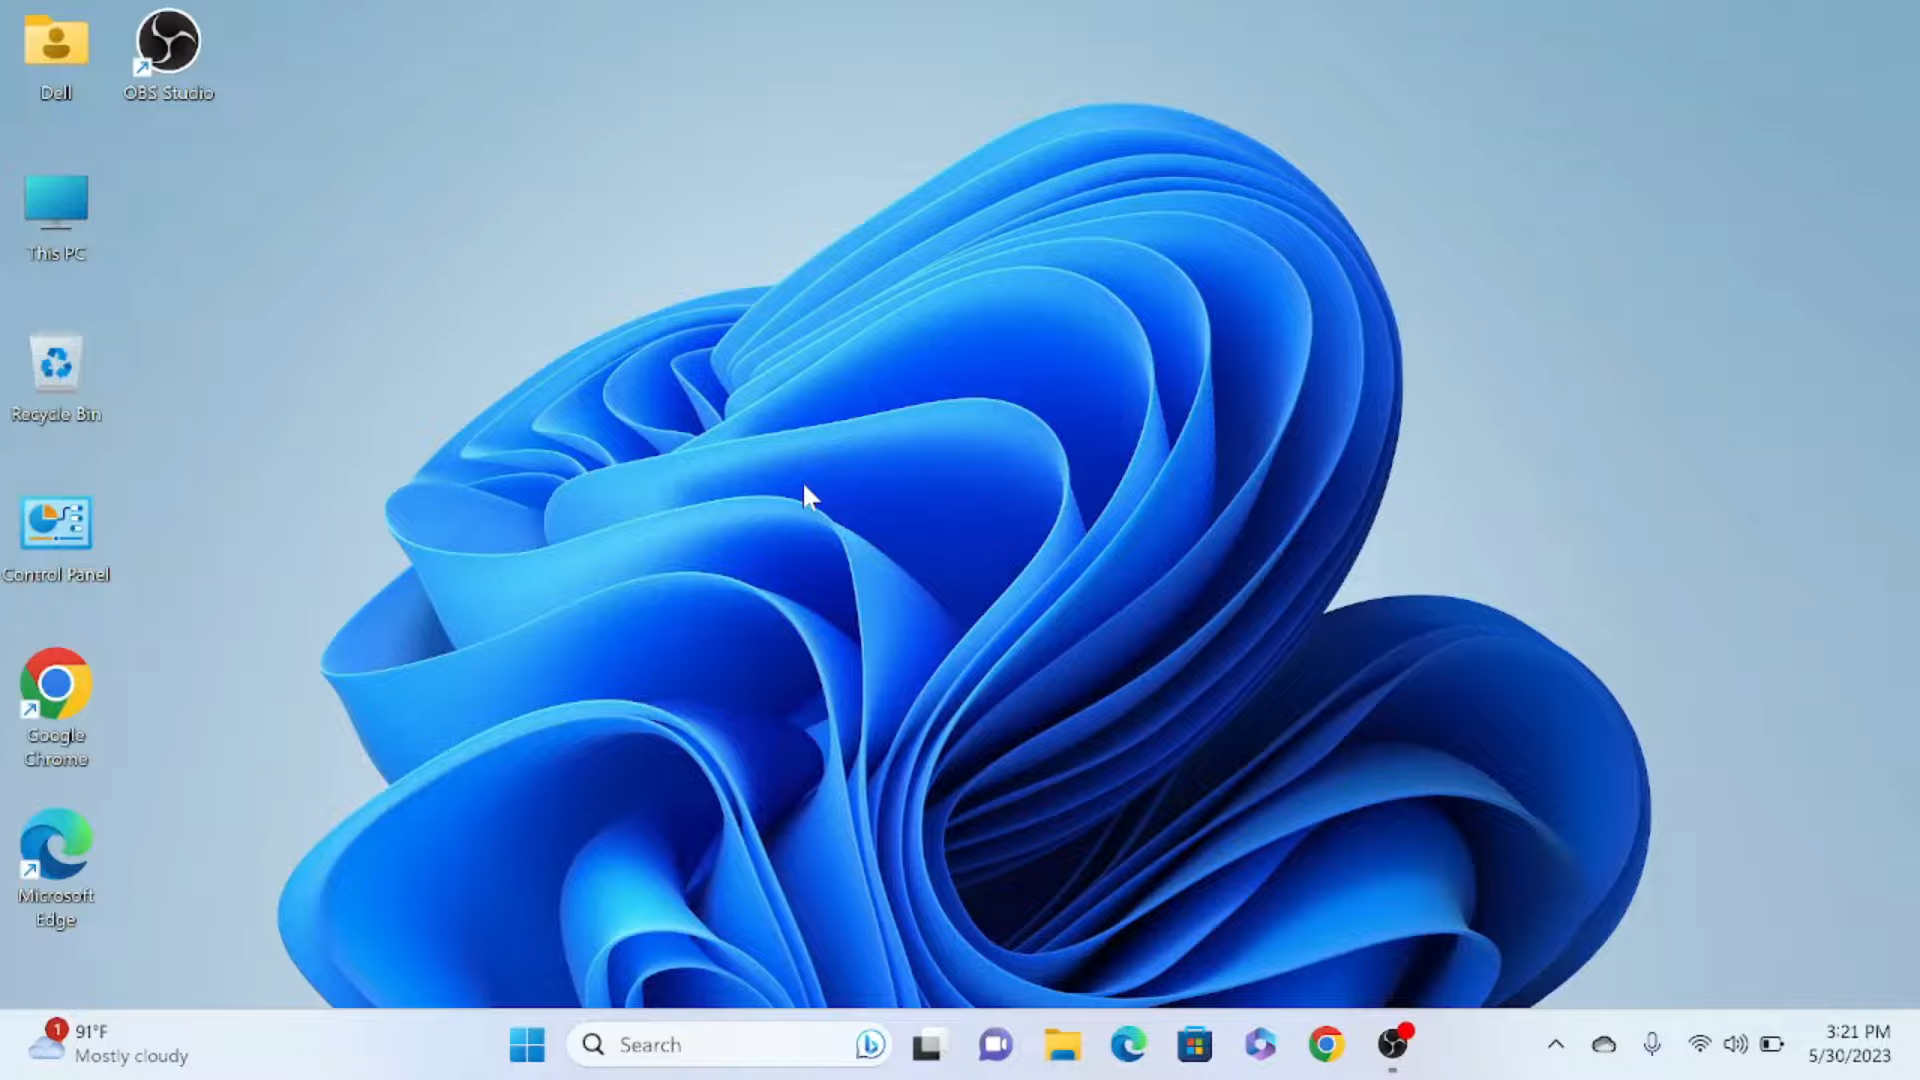 Dell
OBS Studio
This PC
Recycle Bin
Control Panel
Google
Chrome
Microsoft
Edge
1
91°F
Mostly cloudy
Search
3:21 PM
5/30/2023